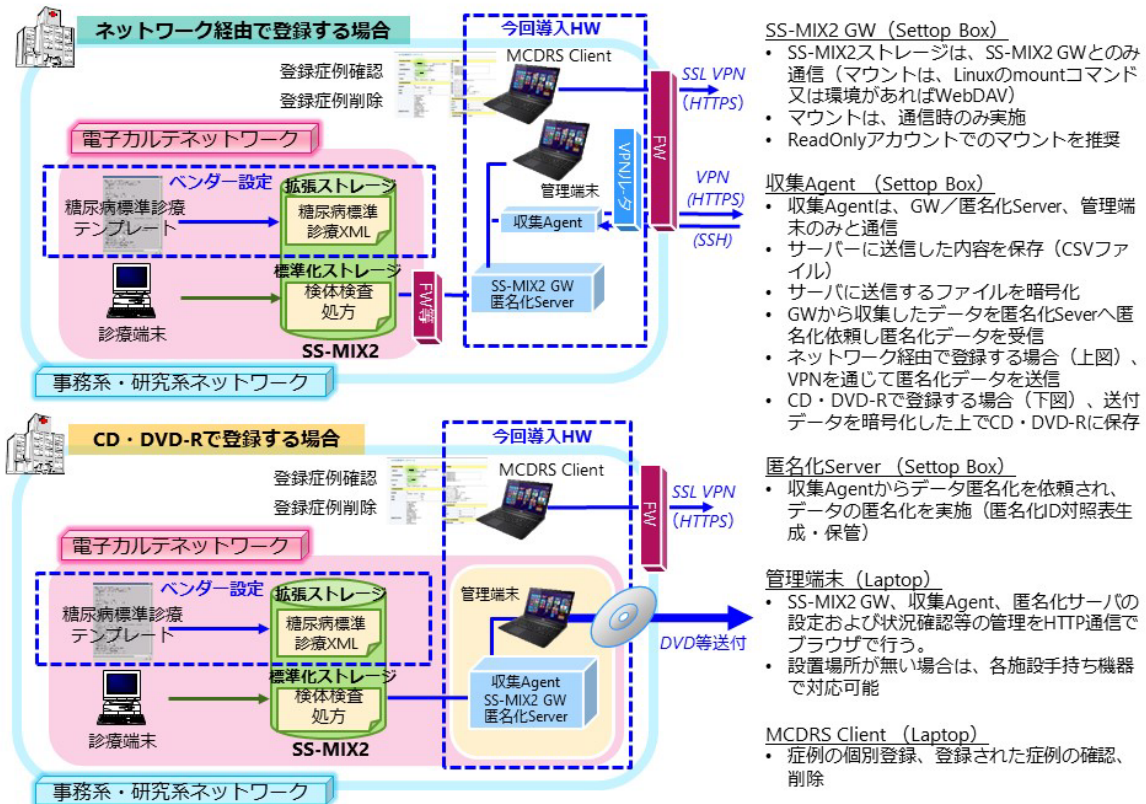 ネットワーク経由で登録する場合
今回導入HW
MCDRS Client
登録症例確認
登録症例削除
SSL VPN
(HTTPS)
FW
電子カルテネットワーク
ベンダー設定
糖尿病標準診療
テンプレート
拡張ストレージ
糖尿病標準
診療XML
標準化ストレージ
検体検査
処方
SS-MIX2
診療端末
FW等
管理端末
収集Agent
VPNルータ
VPN
(HTTPS)
(SSH)
SS-MIX2 GW
匿名化Server
事務系・研究系ネットワーク
CD・DVD-Rで登録する場合
今回導入HW
MCDRS Client
登録症例確認
登録症例削除
SSL VPN
(HTTPS)
FW
電子カルテネットワーク
ベンダー設定
糖尿病標準診療
テンプレート
拡張ストレージ
糖尿病標準
診療XML
標準化ストレージ
検体検査
処方
SS-MIX2
診療端末
管理端末
収集Agent
SS-MIX2 GW
匿名化Server
DVD等送付
事務系・研究系ネットワーク
SS-MIX2 GW(Settop Box)
• SS-MIX2ストレージは、SS-MIX2 GWとのみ
通信(マウントは、Linuxのmountコマンド
又は環境があればWebDAV)
• マウントは、通信時のみ実施
• ReadOnlyアカウントでのマウントを推奨
収集Agent (Settop Box)
• 収集Agentは、GW/匿名化Server、管理端
末のみと通信
• サーバーに送信した内容を保存(CSVファ
イル)
• サーバに送信するファイルを暗号化
• GWから収集したデータを匿名化Severへ匿
名化依頼し匿名化データを受信
• ネットワーク経由で登録する場合(上図)、
VPNを通じて匿名化データを送信
• CD・DVD-Rで登録する場合(下図)、送付
データを暗号化した上でCD・DVD-Rに保存
匿名化Server (Settop Box)
• 収集Agentからデータ匿名化を依頼され、
データの匿名化を実施(匿名化ID対照表生
成・保管)
管理端末(Laptop)
• SS-MIX2 GW、収集Agent、匿名化サーバの
設定および状況確認等の管理をHTTP通信で
ブラウザで行う。
• 設置場所が無い場合は、各施設手持ち機器
で対応可能
MCDRS Client (Laptop)
• 症例の個別登録、登録された症例の確認、
削除